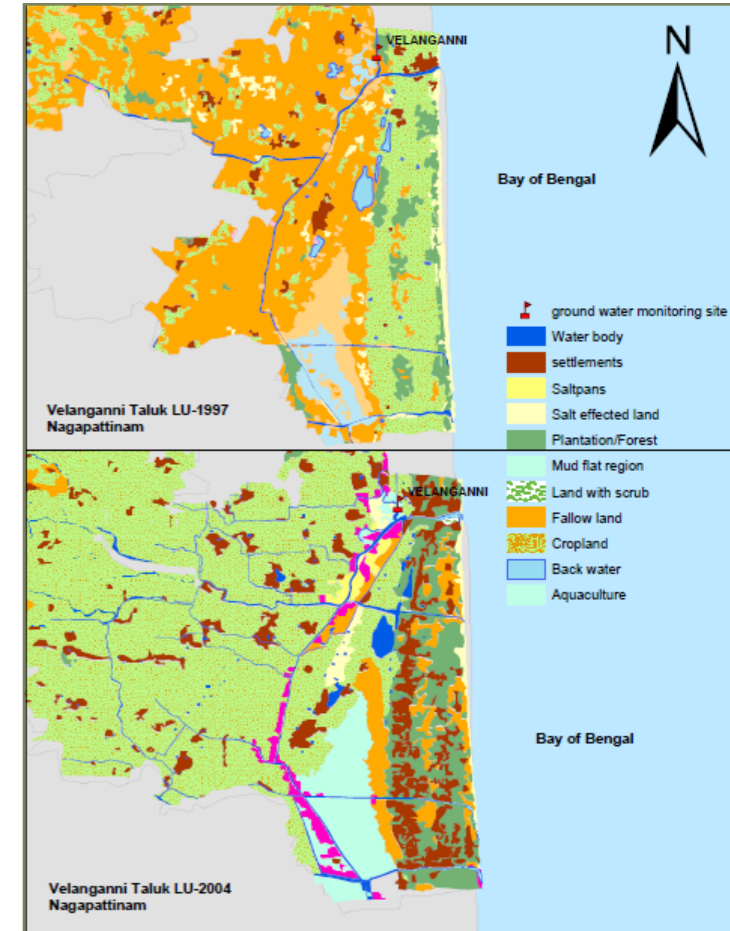 VELANGANNI
N
Bay of Bengal
ground water monitoring site
Water body
settlements
Saltpans
Salt effected land
Plantation/Forest
Mud flat region
Land with scrub
Fallow land
Cropland
Back water
Aquaculture
Velanganni Taluk LU-1997
Nagapattinam
VELANGANNI
Bay of Bengal
Velanganni Taluk LU-2004
Nagapattinam